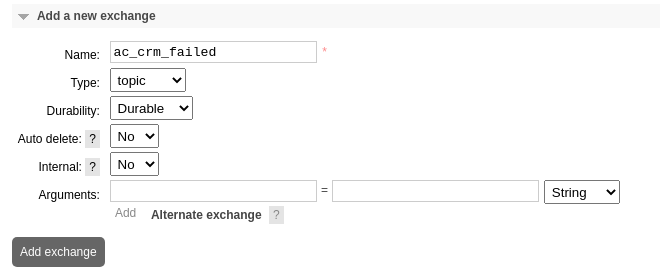 Add a new exchange
Name: ac_crm_failed *
Type: topic
Durability: Durable
Auto delete: ? No
Internal: ? No
Arguments: = String
Add Alternate exchange ?
Add exchange